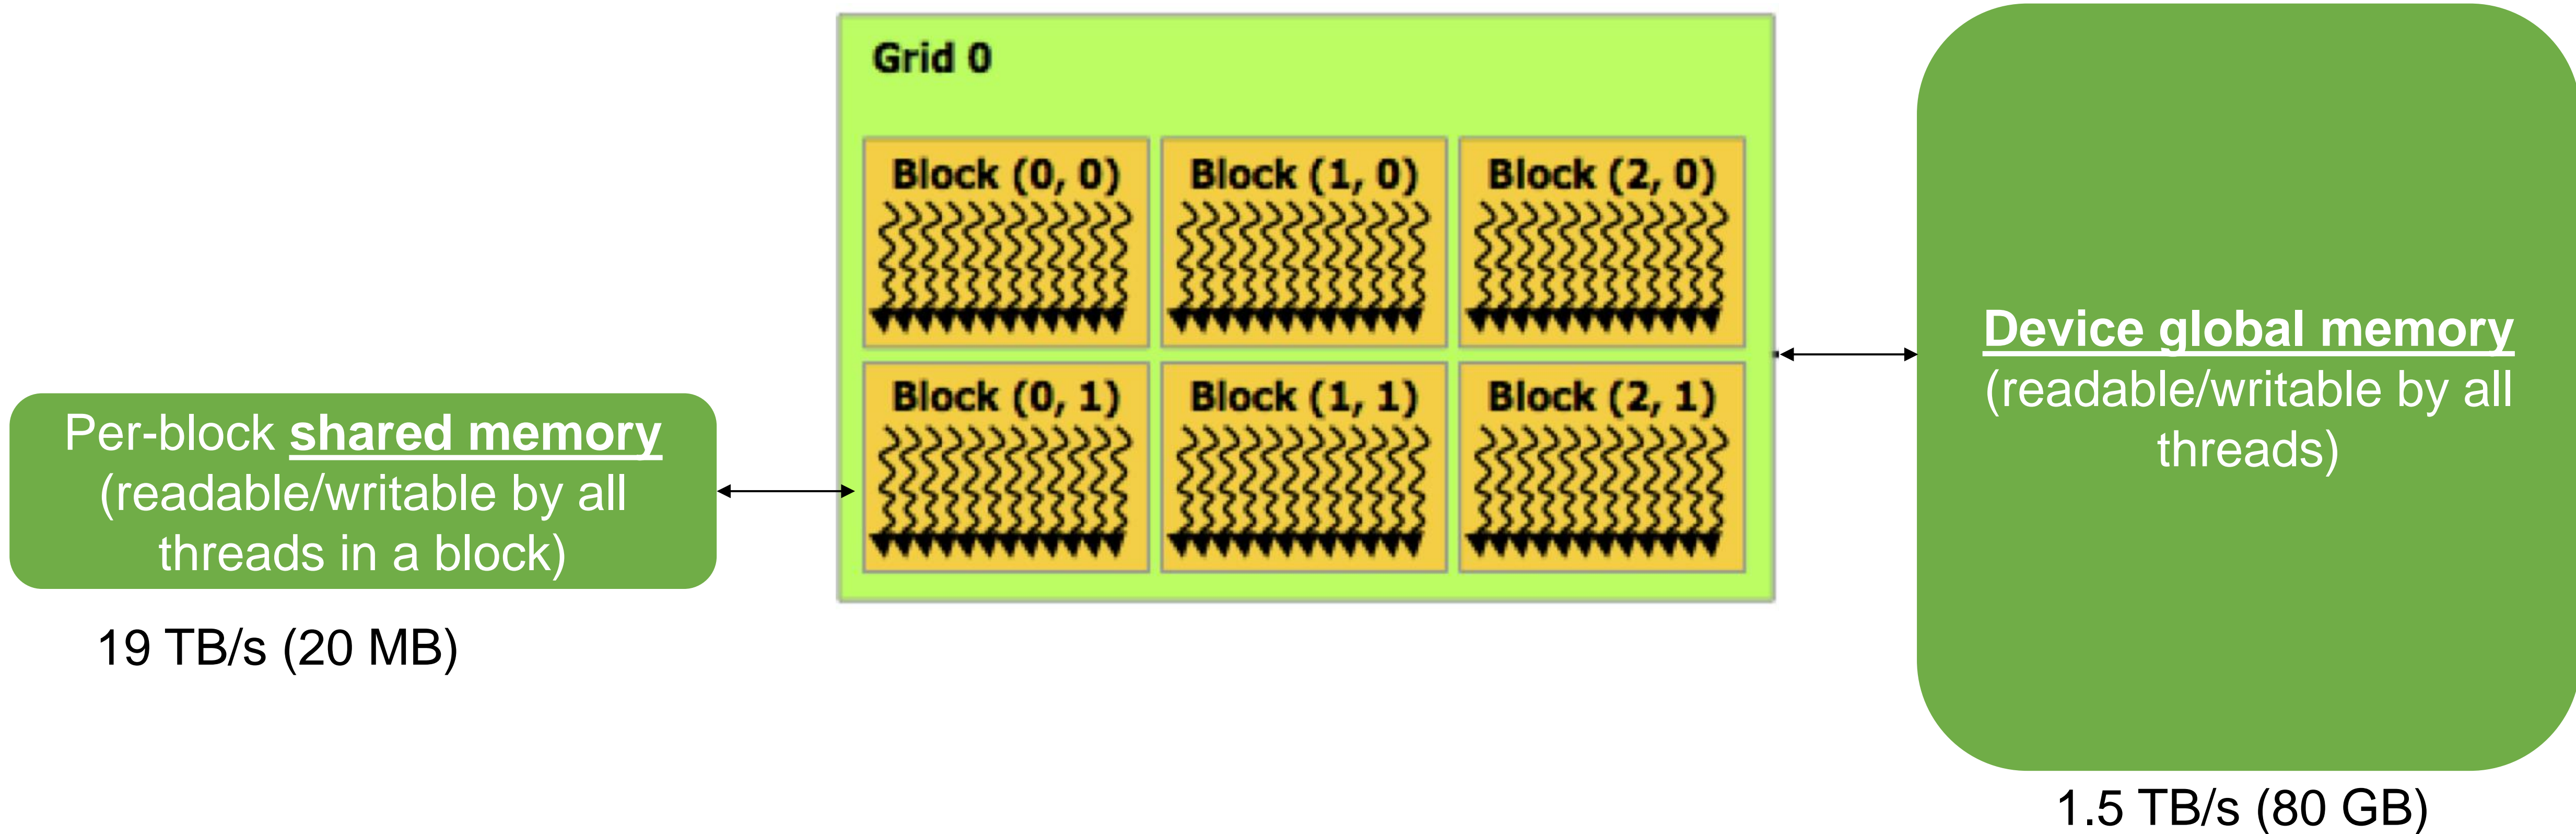 Grid 0
Block (0, 0)
Block (1, 0)
Block (2, 0)
Block (0, 1)
Block (1, 1)
Block (2, 1)
Per-block shared memory
(readable/writable by all
threads in a block)
19 TB/s (20 MB)
Device global memory
(readable/writable by all
threads)
1.5 TB/s (80 GB)